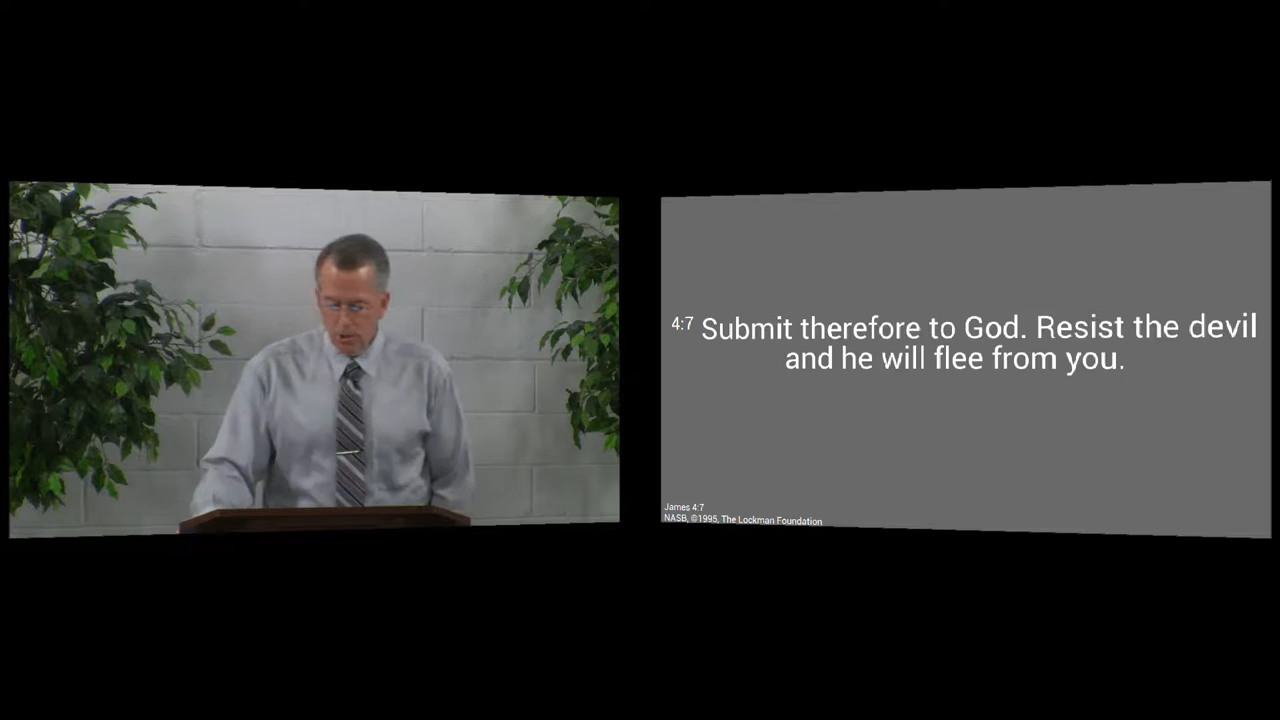 4:7 Submit therefore to God. Resist the devil
and he will flee from you.
James 4:7
NASB, ©1995, The Lockman Foundation